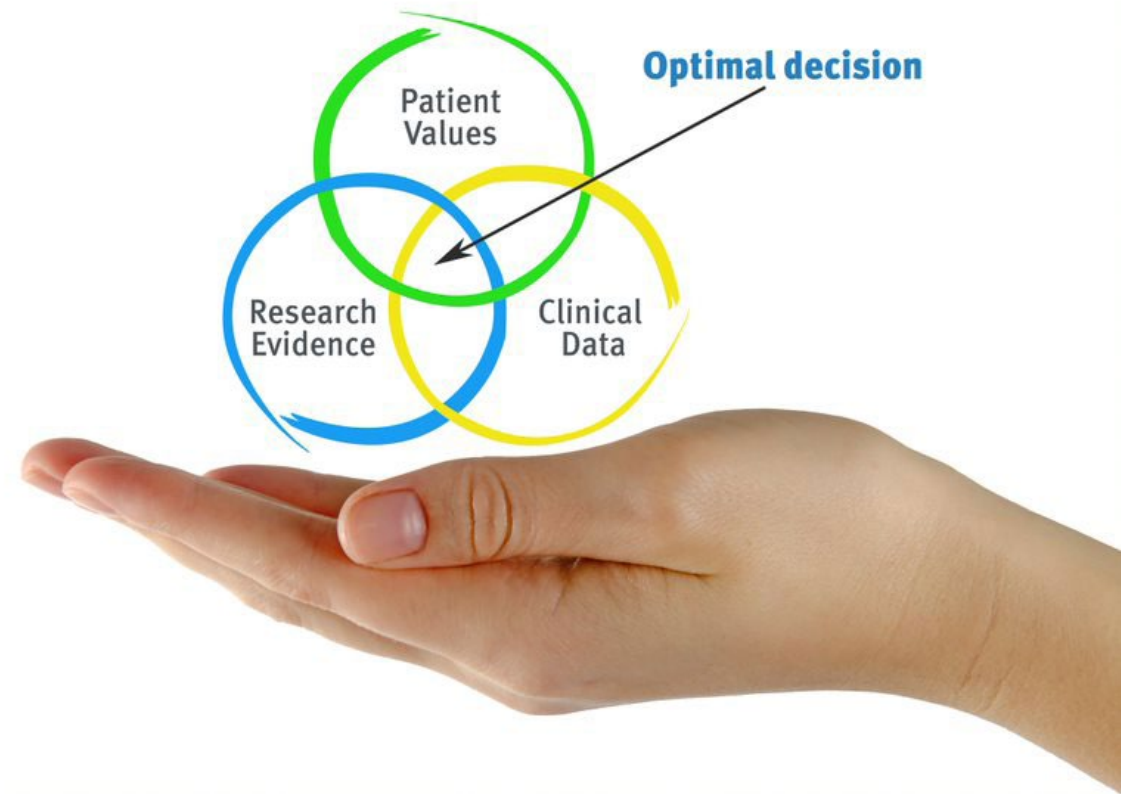 Optimal decision
Patient
Values
Research
Evidence
Clinical
Data